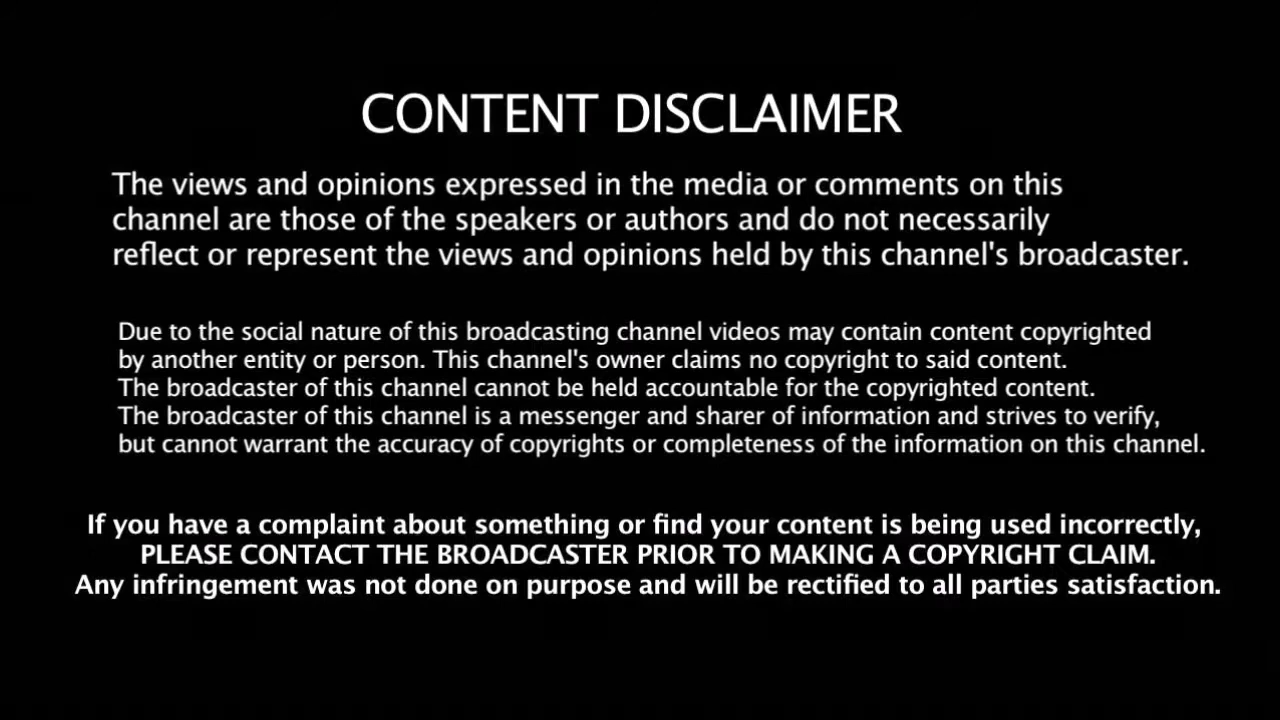 CONTENT DISCLAIMER
The views and opinions expressed in the media or comments on this
channel are those of the speakers or authors and do not necessarily
reflect or represent the views and opinions held by this channel's broadcaster.
Due to the social nature of this broadcasting channel videos may contain content copyrighted
by another entity or person. This channel's owner claims no copyright to said content.
The broadcaster of this channel cannot be held accountable for the copyrighted content.
The broadcaster of this channel is a messenger and sharer of information and strives to verify,
but cannot warrant the accuracy of copyrights or completeness of the information on this channel.
If you have a complaint about something or find your content is being used incorrectly,
PLEASE CONTACT THE BROADCASTER PRIOR TO MAKING A COPYRIGHT CLAIM.
Any infringement was not done on purpose and will be rectified to all parties satisfaction.